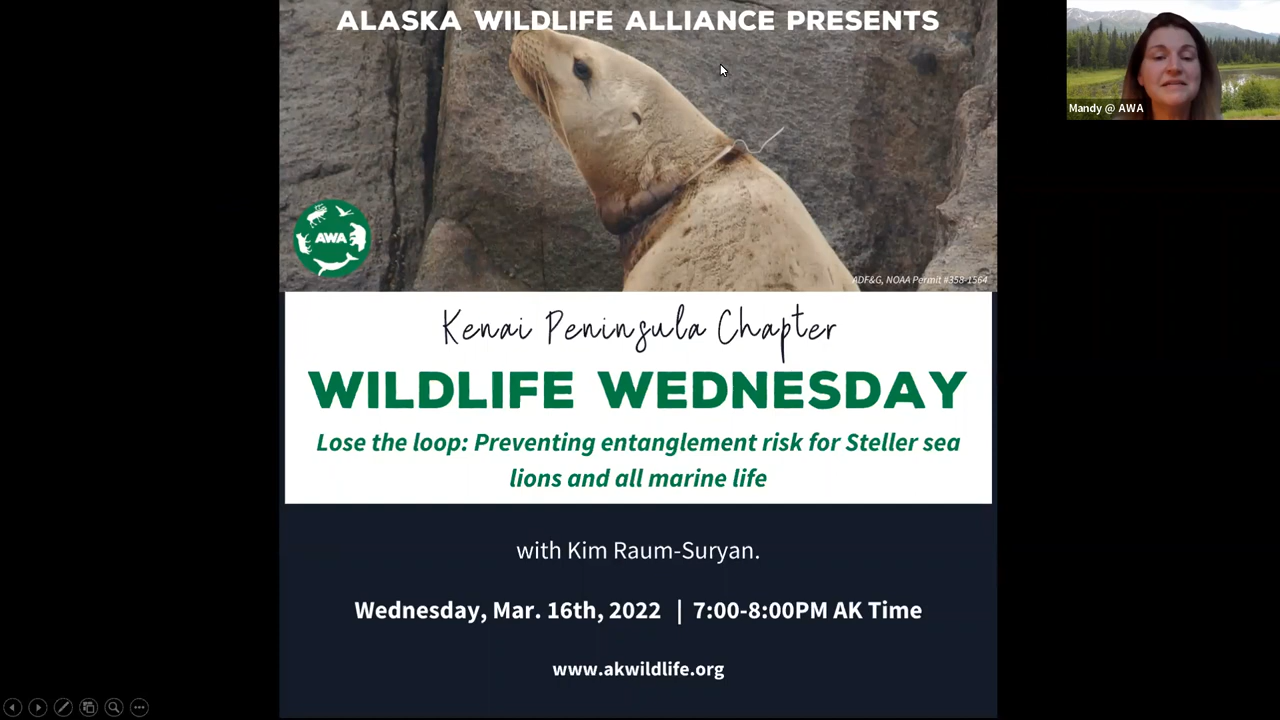 ALASKA WILDLIFE ALLIANCE PRESENTS
Mandy @ AWA
AWA
ADF&G, NOAA Permit #358-1564
Kenai Peninsula Chapter
WILDLIFE WEDNESDAY
Lose the loop: Preventing entanglement risk for Steller sea
lions and all marine life
with Kim Raum-Suryan.
Wednesday, Mar. 16th, 2022 | 7:00-8:00PM AK Time
www.akwildlife.org